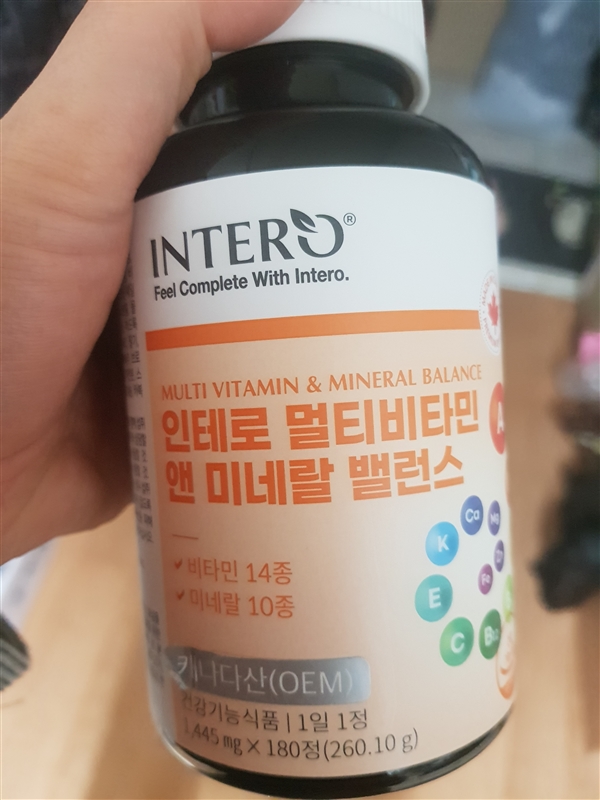 INTERO®
Feel Complete With Intero.
MULTI VITAMIN & MINERAL BALANCE
인테로 멀티비타민
앤 미네랄 밸런스
✓ 비타민 14종
✓ 미네랄 10종
Ca
Mg
K
Zn
Fe
E
C
B12
A
캐나다산(OEM)
건강기능식품 | 1일 1정
1,445 mg × 180정(260.10 g)